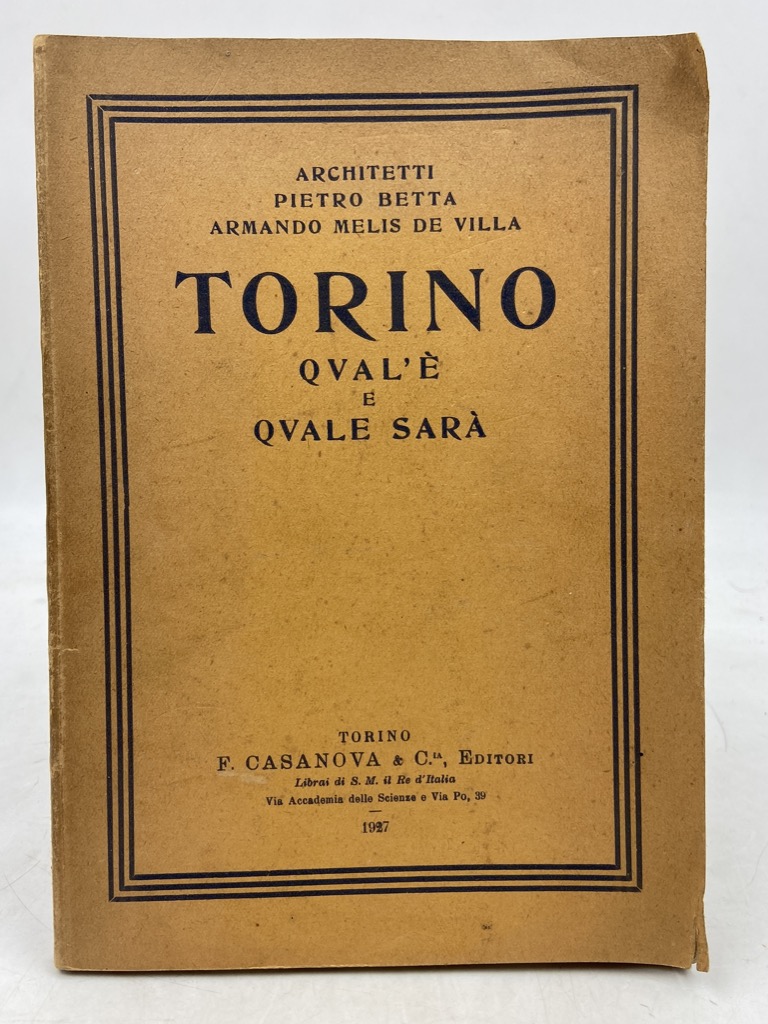 ARCHITETTI
PIETRO BETTA
ARMANDO MELIS DE VILLA
TORINO
QVAL'È
E
QVALE SARÀ
TORINO
F. CASANOVA & C.IA, EDITORI
Librai di S. M. il Re d'Italia
Via Accademia delle Scienze e Via Po, 39
1927